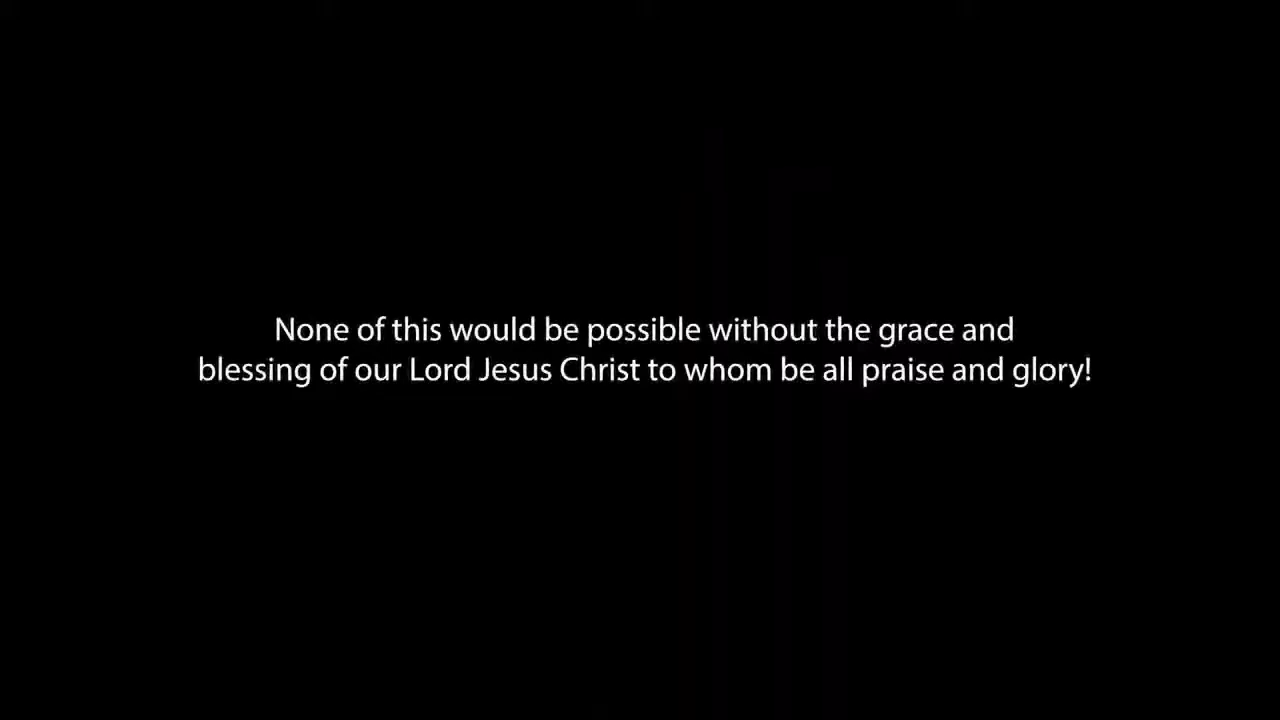 None of this would be possible without the grace and
blessing of our Lord Jesus Christ to whom be all praise and glory!